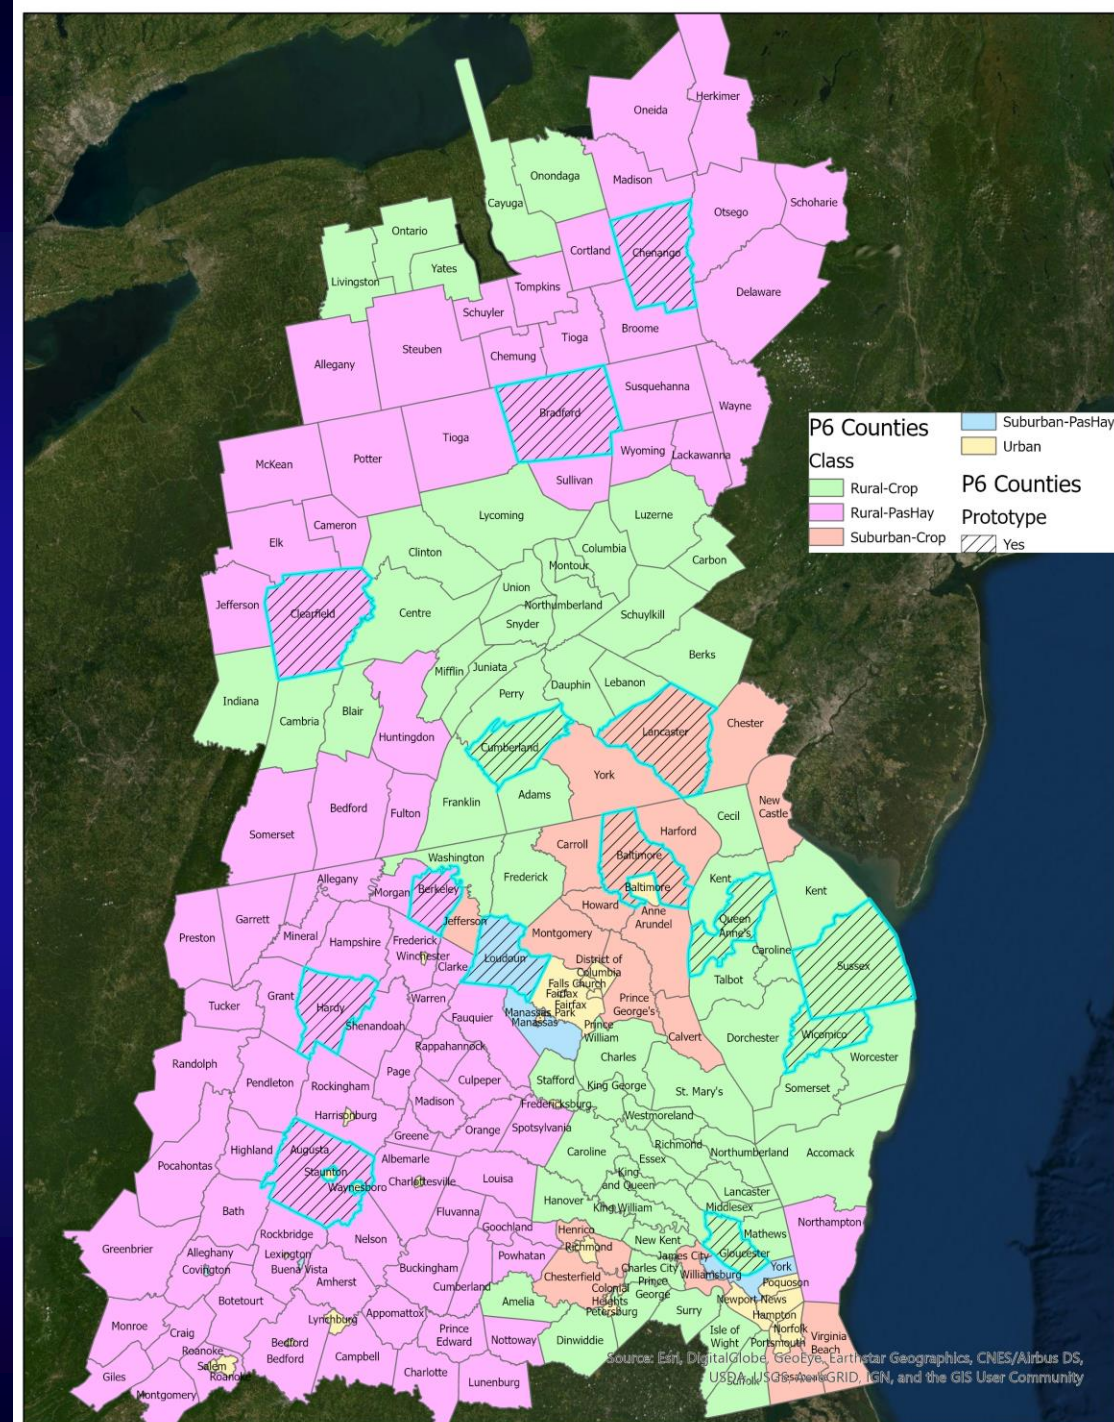 Herkimer
Oneida
Onondaga
Madison
Cayuga
Schoharie
Otsego
Ontario
Cortland
Chenango
Yates
Livingston
Tompkins
Delaware
Schuyler
Broome
Tioga
Steuben
Chemung
Allegany
Susquehanna
Wayne
Bradford
Tioga
Wyoming
Lackawanna
Potter
McKean
Sullivan
P6 Counties
Class
Rural-Crop
Rural-PasHay
Suburban-Crop
Suburban-PasHay
Urban
P6 Counties
Prototype
Yes
Lycoming
Luzerne
Cameron
Elk
Clinton
Columbia
Carbon
Montour
Union
Northumberland
Jefferson
Clearfield
Centre
Schuylkill
Snyder
Berks
Mifflin
Juniata
Lebanon
Dauphin
Perry
Indiana
Blair
Cambria
Chester
Lancaster
Huntingdon
Cumberland
York
Adams
Franklin
New
Castle
Bedford
Fulton
Cecil
Somerset
Harford
Carroll
Baltimore
Washington
Frederick
Kent
Allegany
Morgan
Berkeley
Baltimore
Kent
Howard
Anne
Arundel
Queen
Anne's
Garrett
Jefferson
Montgomery
Preston
Mineral
Hampshire
Frederick
Winchester
Caroline
Loudoun
District of
Columbia
Clarke
Sussex
Falls Church
Fairfax
Fairfax
Talbot
Grant
Hardy
Warren
Prince
George's
Tucker
Manassas Park
Manassas
Fauquier
Shenandoah
Prince
William
Calvert
Dorchester
Wicomico
Rappahannock
Charles
Worcester
Randolph
Page
Culpeper
Stafford
King George
St. Mary's
Somerset
Pendleton
Rockingham
Madison
Fredericksburg
Harrisonburg
Westmoreland
Spotsylvania
Orange
Greene
Richmond
Highland
Augusta
Caroline
Essex
Northumberland
Accomack
Albemarle
Pocahontas
Staunton
King
and Queen
Louisa
Charlottesville
Waynesboro
Lancaster
Hanover
King William
Middlesex
Bath
Fluvanna
Northampton
Goochland
Henrico
Mathews
Rockbridge
Nelson
New Kent
Richmond
Greenbrier
Alleghany
Lexington
Powhatan
James City
Gloucester
Buckingham
Charles City
York
Covington
Buena Vista
Chesterfield
Williamsburg
Amherst
Cumberland
Colonial
Heights
Prince
George
Poquoson
Botetourt
Amelia
Petersburg
Newport News
Appomattox
Surry
Hampton
Lynchburg
Monroe
Norfolk
Craig
Prince
Edward
Isle of
Wight
Virginia
Beach
Nottoway
Dinwiddie
Portsmouth
Bedford
Roanoke
Bedford
Campbell
Salem
Charlotte
Giles
Roanoke
Lunenburg
Suffolk
Montgomery
Source: Esri, DigitalGlobe, GeoEye, Earthstar Geographics, CNES/Airbus DS,
USDA, USGS, AeroGRID, IGN, and the GIS User Community